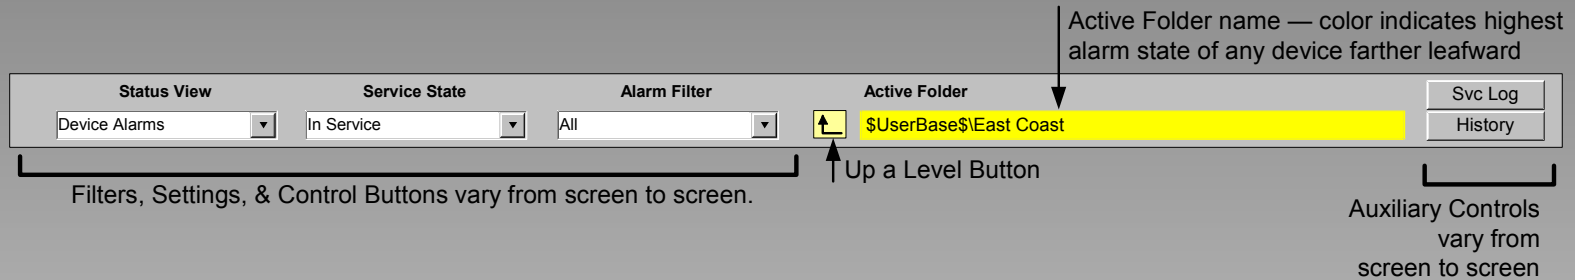 Active Folder name — color indicates highest
alarm state of any device farther leafward
Status View
Service State
Alarm Filter
Active Folder
Svc Log
Device Alarms
In Service
All
$UserBase$\East Coast
History
Up a Level Button
Filters, Settings, & Control Buttons vary from screen to screen.
Auxiliary Controls
vary from
screen to screen